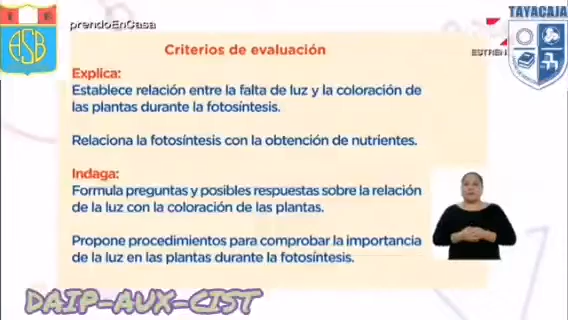 prendoEnCasa
TAYACAJA
ASB
ESTREN
Criterios de evaluación
Explica:
Establece relación entre la falta de luz y la coloración de
las plantas durante la fotosíntesis.
Relaciona la fotosíntesis con la obtención de nutrientes.
Indaga:
Formula preguntas y posibles respuestas sobre la relación
de la luz con la coloración de las plantas.
Propone procedimientos para comprobar la importancia
de la luz en las plantas durante la fotosíntesis.
DAIP-AUX-CIST